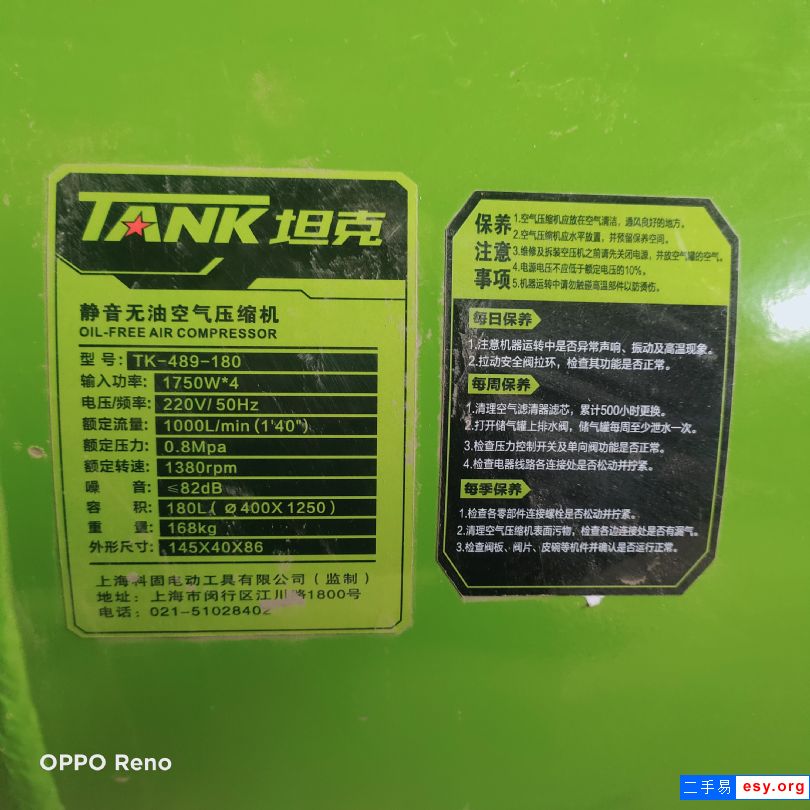 TANK 坦克
静音无油空气压缩机
OIL-FREE AIR COMPRESSOR
型号: TK-489-180
输入功率: 1750W*4
电压/频率: 220V/50Hz
额定流量: 1000L/min (1'40")
额定压力: 0.8Mpa
额定转速: 1380rpm
噪音: ≤82dB
容积: 180L ( Ø400X1250 )
重量: 168kg
外形尺寸: 145X40X86
上海科固电动工具有限公司（监制）
地址: 上海市闵行区江川路1800号
电话: 021-51028402
保养注意事项
1.空气压缩机应放在空气清洁，通风良好的地方。
2.空气压缩机应水平放置，并预留保养空间。
3.维修及拆装空压机之前请先关闭电源，并放空气罐的空气。
4.电源电压不应低于额定电压的10%。
5.机器运转中请勿触碰高温部件以防烫伤。
每日保养
1.注意机器运转中是否异常声响、振动及高温现象。
2.拉动安全阀拉环，检查其功能是否正常。
每周保养
1.清理空气滤清器滤芯，累计500小时更换。
2.打开储气罐上排水阀，储气罐每周至少泄水一次。
3.检查压力控制开关及单向阀功能是否正常。
4.检查电器线路各连接处是否松动并拧紧。
每季保养
1.检查各零部件连接螺栓是否松动并拧紧。
2.清理空气压缩机表面污物，检查各边连接处是否有漏气。
3.检查阀板、阀片、皮碗等机件并确认是否运行正常。
OPPO Reno
二手易 esy.org